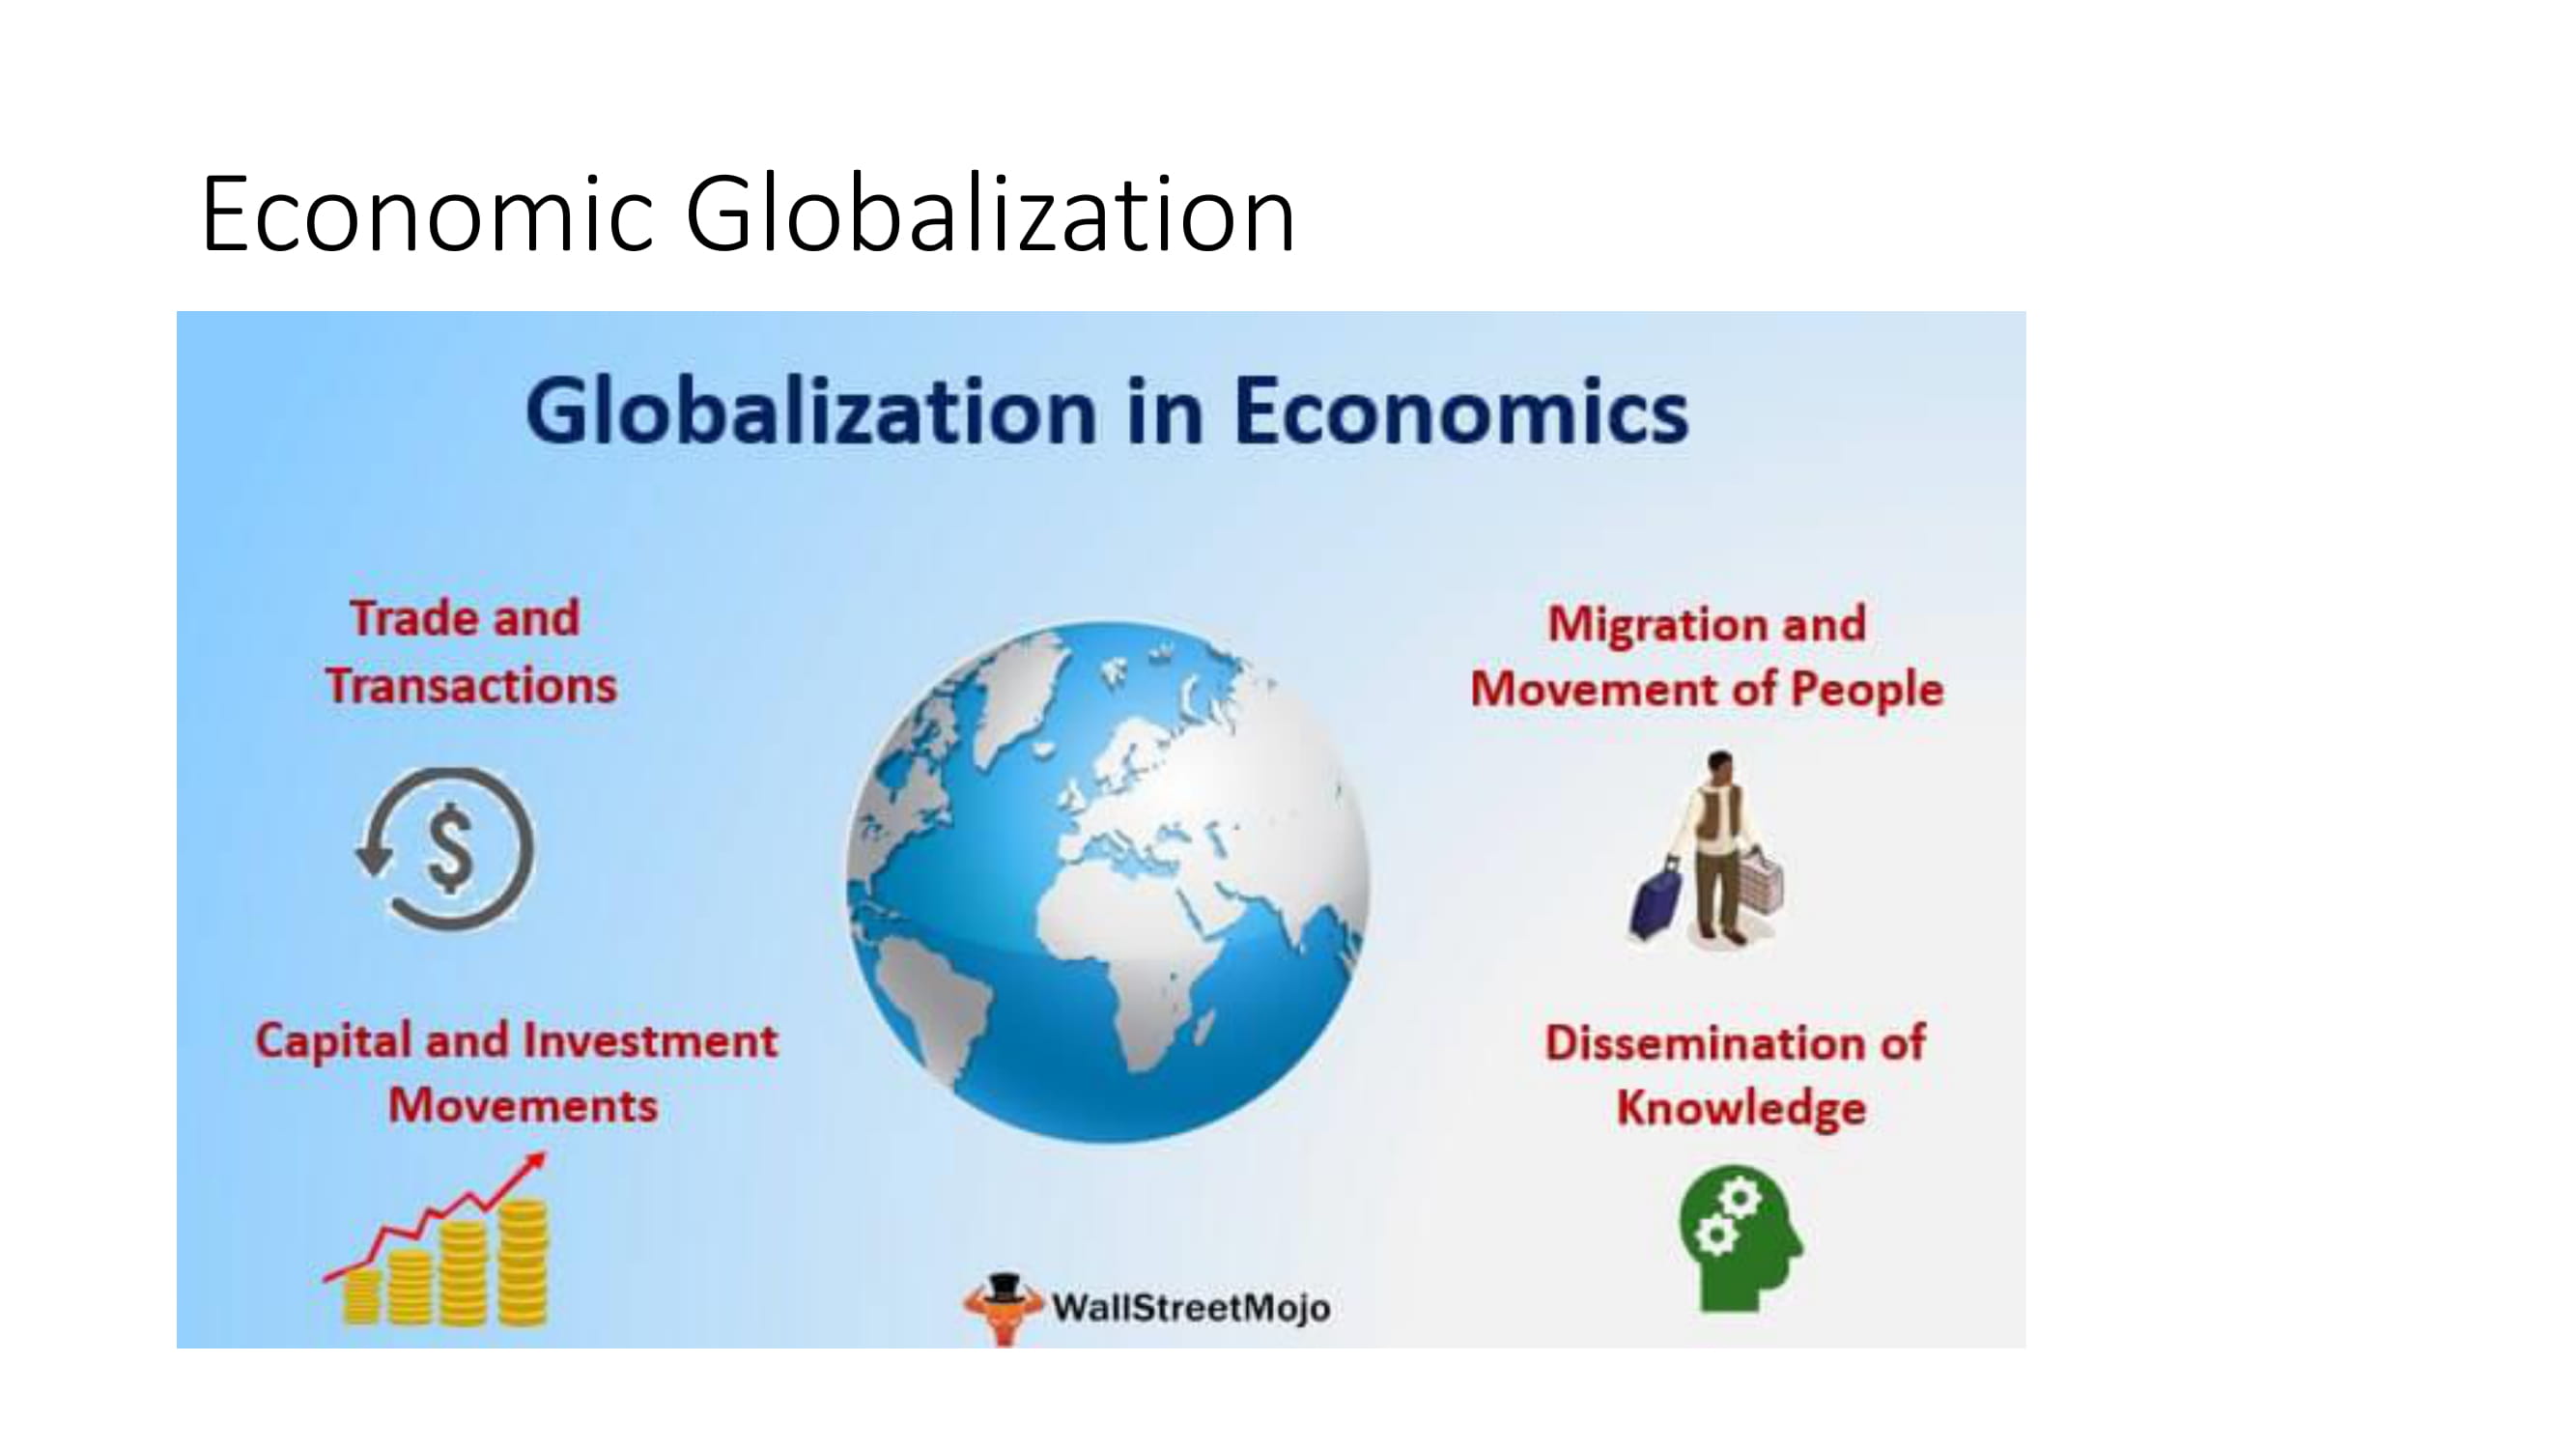 Economic Globalization
Globalization in Economics
Trade and
Transactions
$
Migration and
Movement of People
Capital and Investment
Movements
Dissemination of
Knowledge
WallStreetMojo